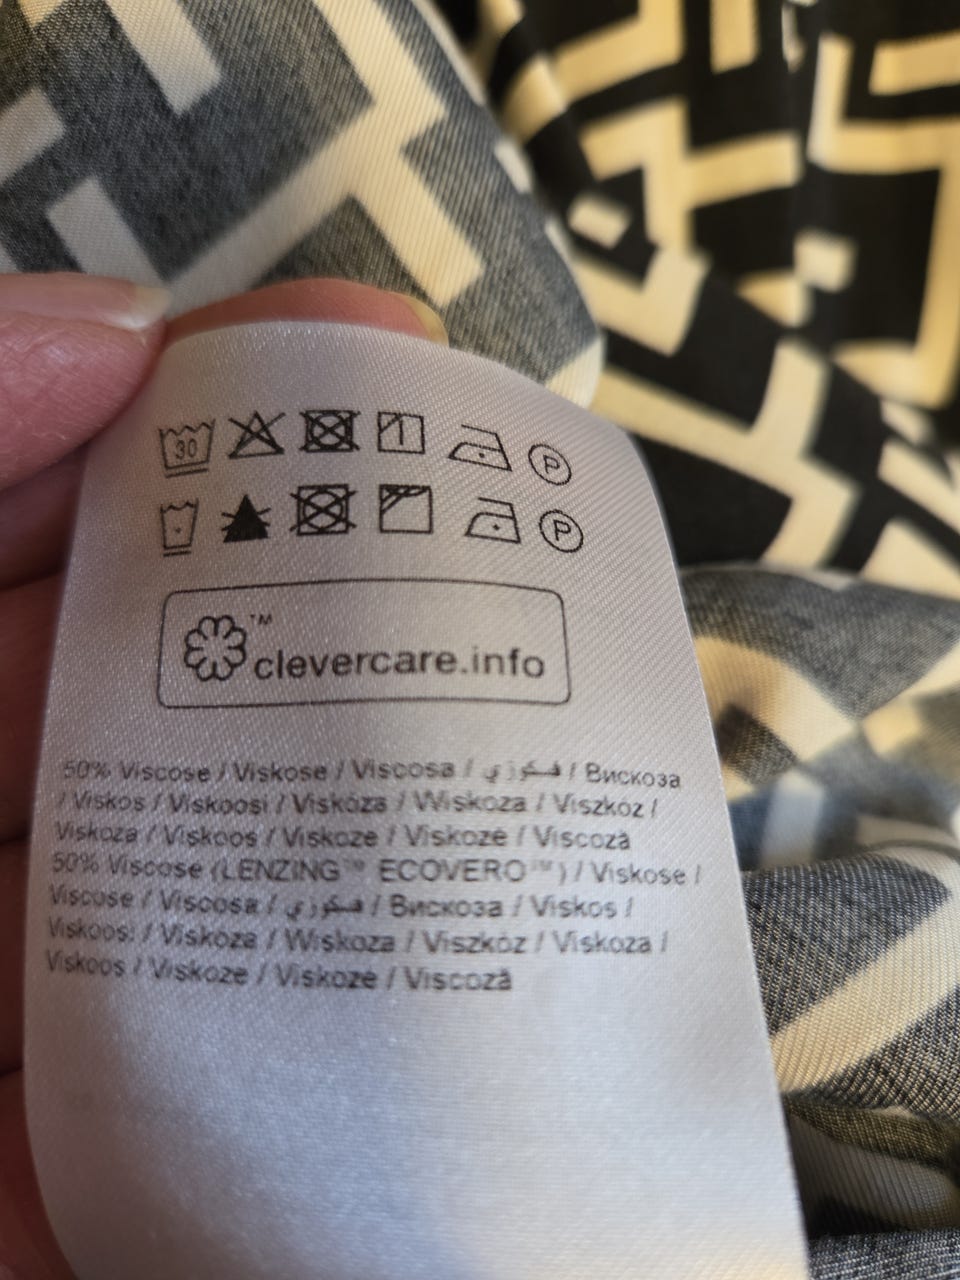 30 P
P
™
clevercare.info
50% Viscose / Viskose / Viscosa / فسكوزي / Вискоза
/ Viskos / Viskoosi / Viskóza / Wiskoza / Viszkóz /
Viskoza / Viskoos / Viskoze / Viskozė / Viscoză
50% Viscose (LENZING™ ECOVERO™) / Viskose /
Viscose / Viscosa / فسكوزي / Вискоза / Viskos /
Viskoosi / Viskóza / Wiskoza / Viszkóz / Viskoza /
Viskoos / Viskoze / Viskozė / Viscoză